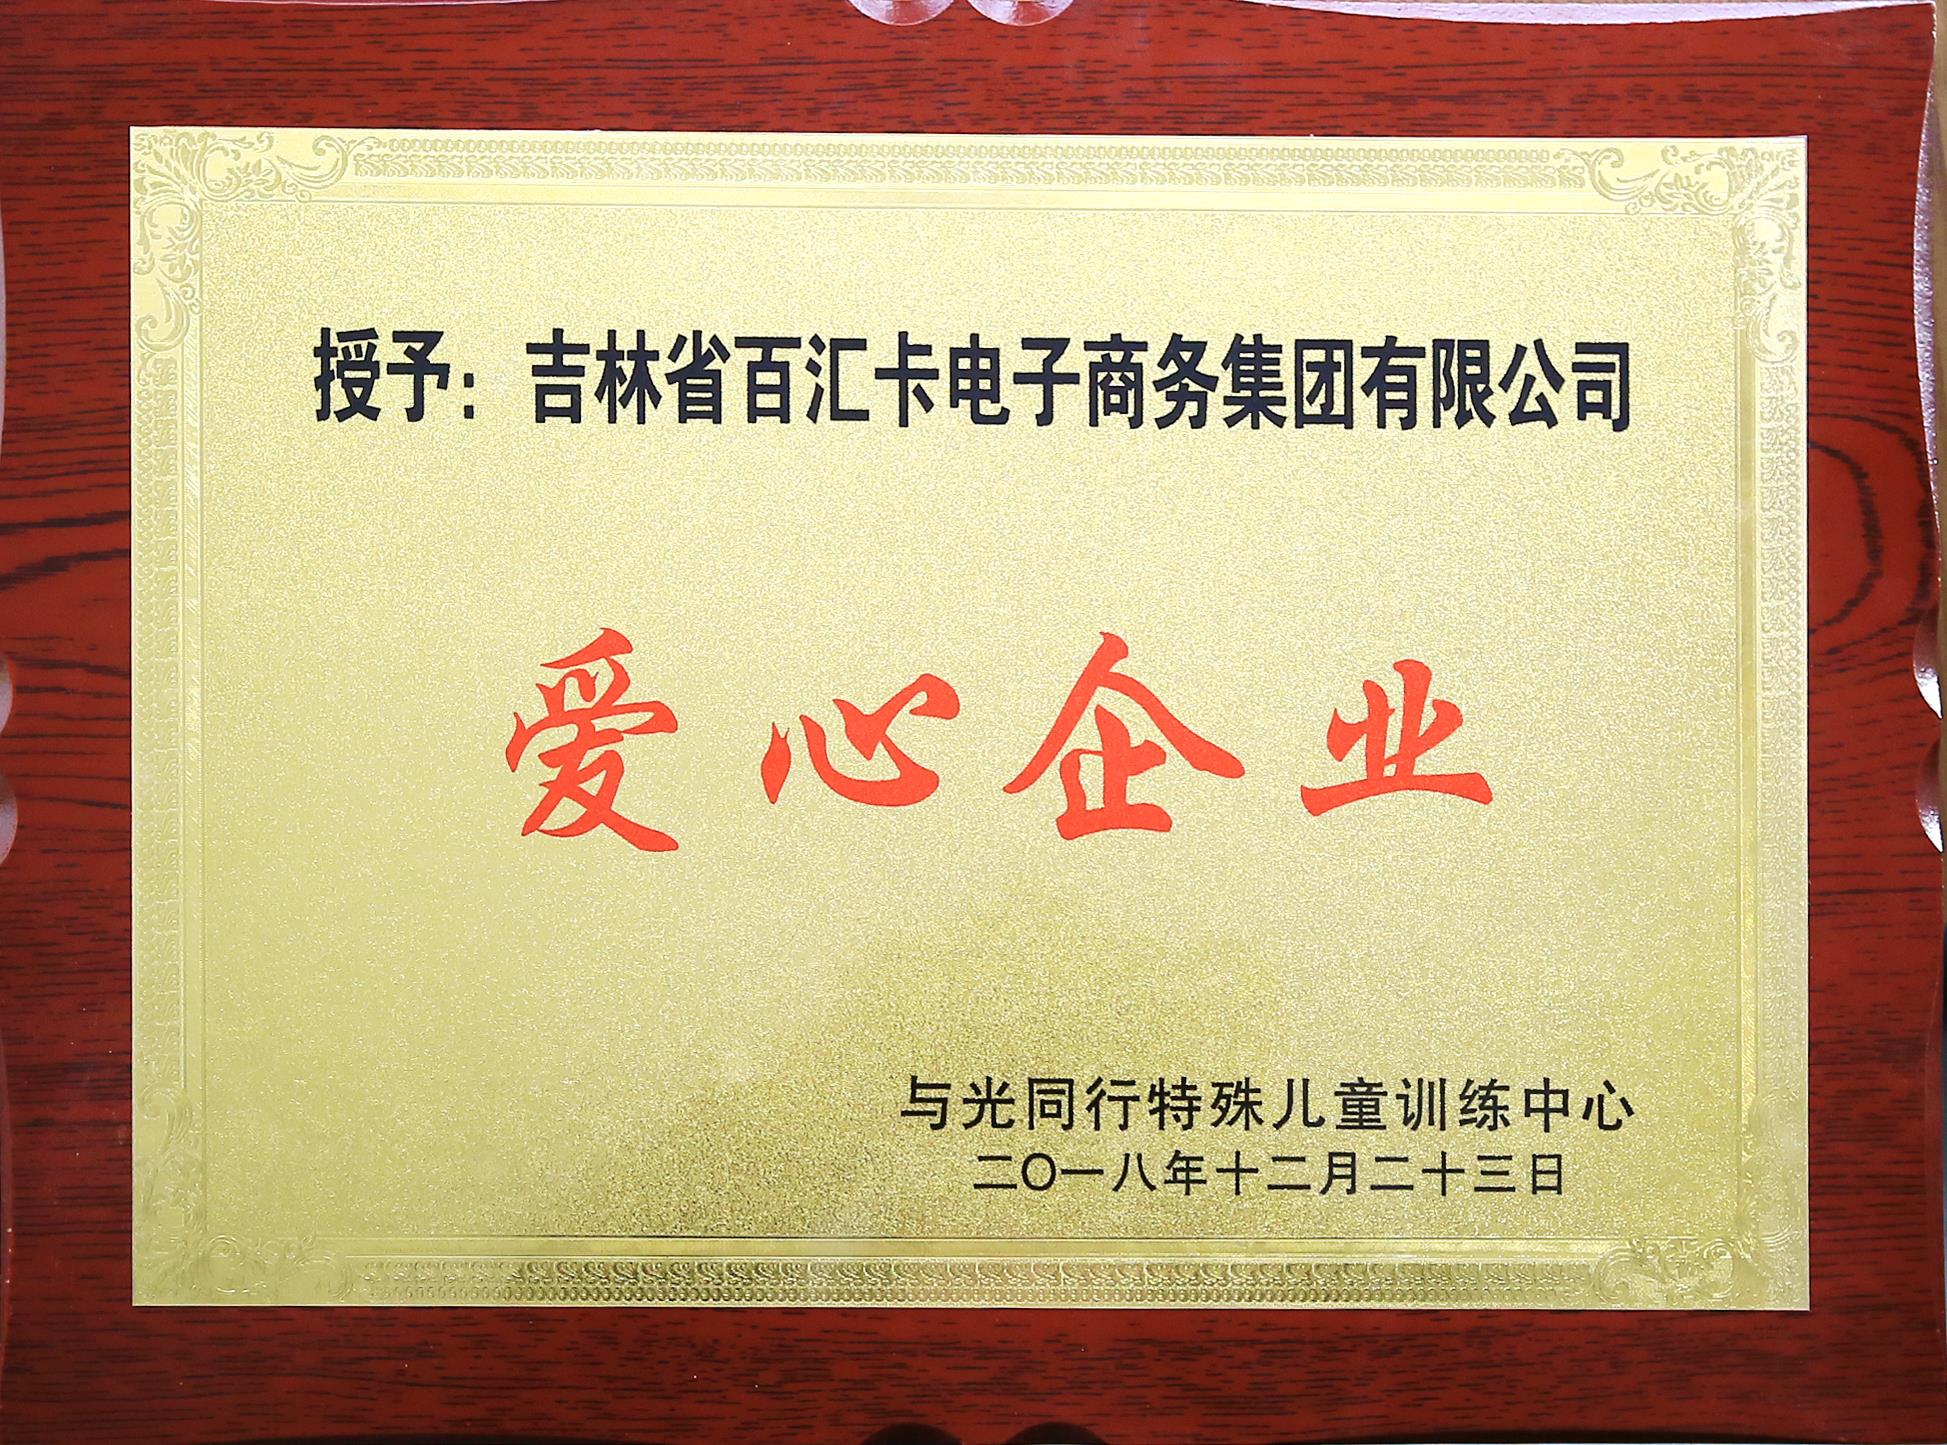 授予：吉林省百汇卡电子商务集团有限公司
爱心企业
与光同行特殊儿童训练中心
二〇一八年十二月二十三日